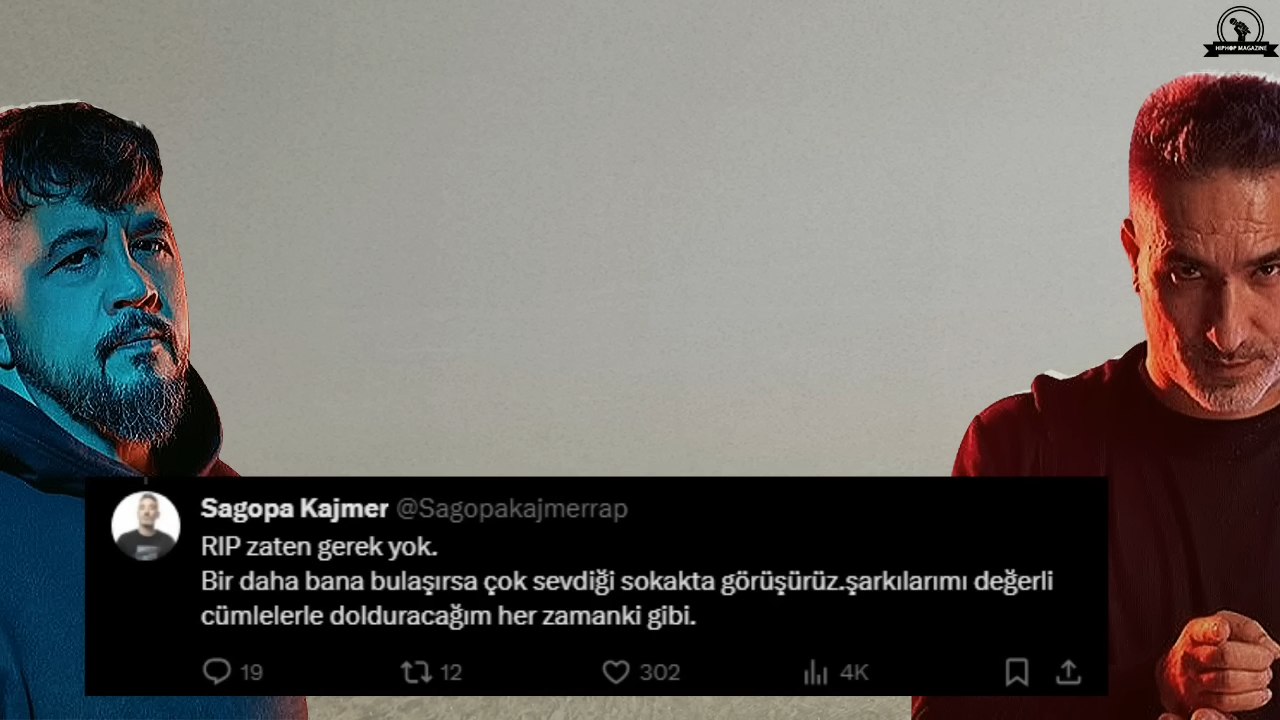 HIPHOP MAGAZINE
Sagopa Kajmer @Sagopakajmerrap
RIP zaten gerek yok.
Bir daha bana bulaşırsa çok sevdiği sokakta görüşürüz.şarkılarımı değerli
cümlelerle dolduracağım her zamanki gibi.
19 12 302 4K